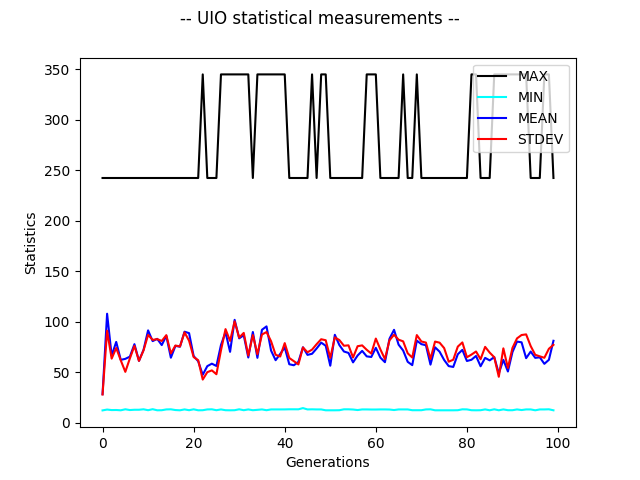 -- UIO statistical measurements --
350
300
250
200
150
100
50
0
Statistics
MAX
MIN
MEAN
STDEV
0 20 40 60 80 100
Generations